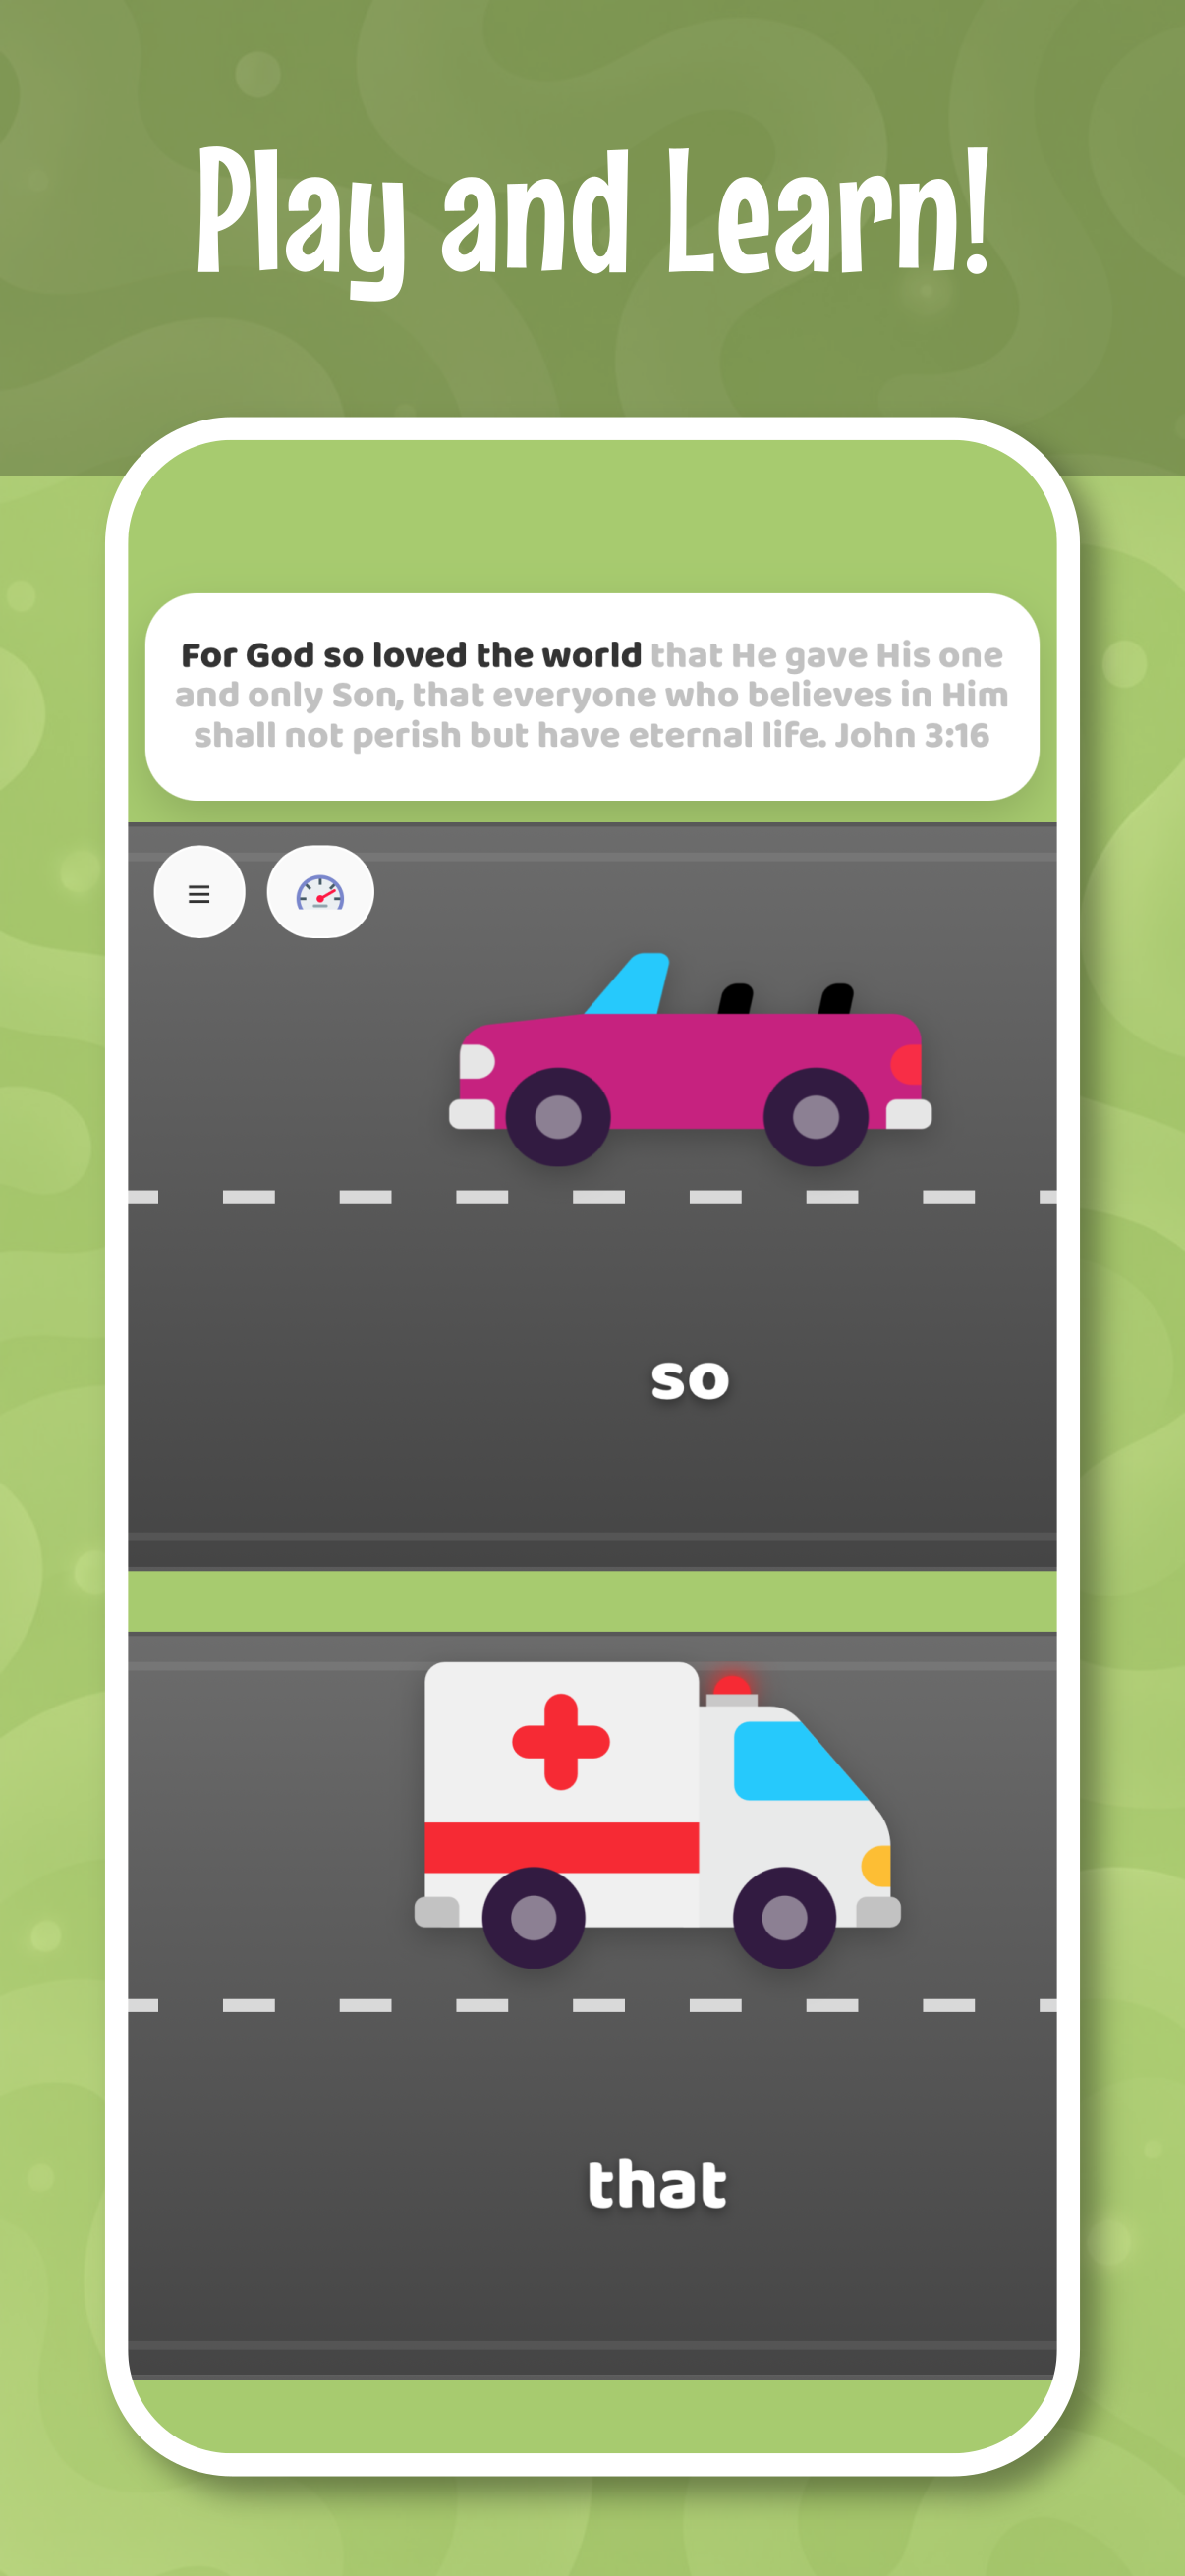 Play and Learn!
For God so loved the world that He gave His one
and only Son, that everyone who believes in Him
shall not perish but have eternal life. John 3:16
so
that